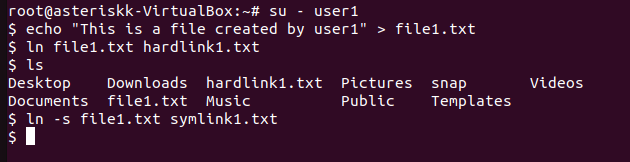 root@asteriskk-VirtualBox:~# su - user1
$ echo "This is a file created by user1" > file1.txt
$ ln file1.txt hardlink1.txt
$ ls
Desktop    Downloads  hardlink1.txt  Pictures  snap       Videos
Documents  file1.txt  Music          Public    Templates
$ ln -s file1.txt symlink1.txt
$